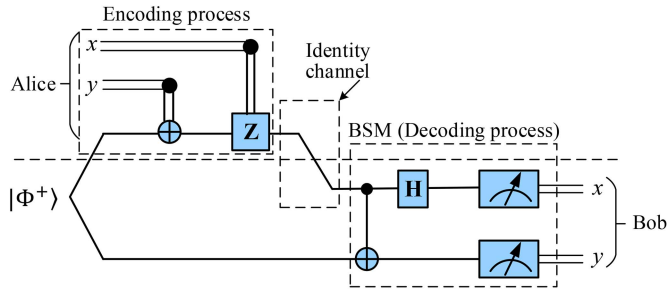 Encoding process
x
Alice
y
Z
Identity
channel
BSM (Decoding process)
|Φ⁺⟩
H
x
Bob
y